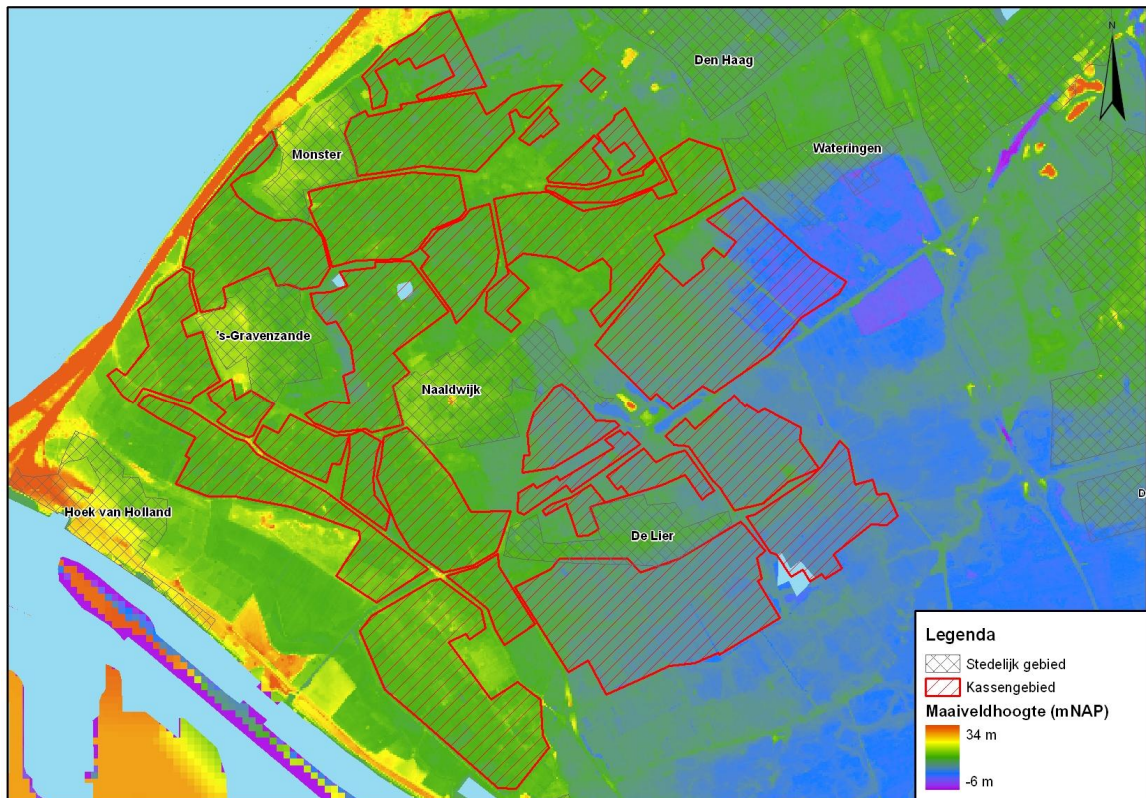 N
Den Haag
Monster
Wateringen
's-Gravenzande
Naaldwijk
Hoek van Holland
De Lier
D
Legenda
Stedelijk gebied
Kassengebied
Maaiveldhoogte (mNAP)
34 m
-6 m